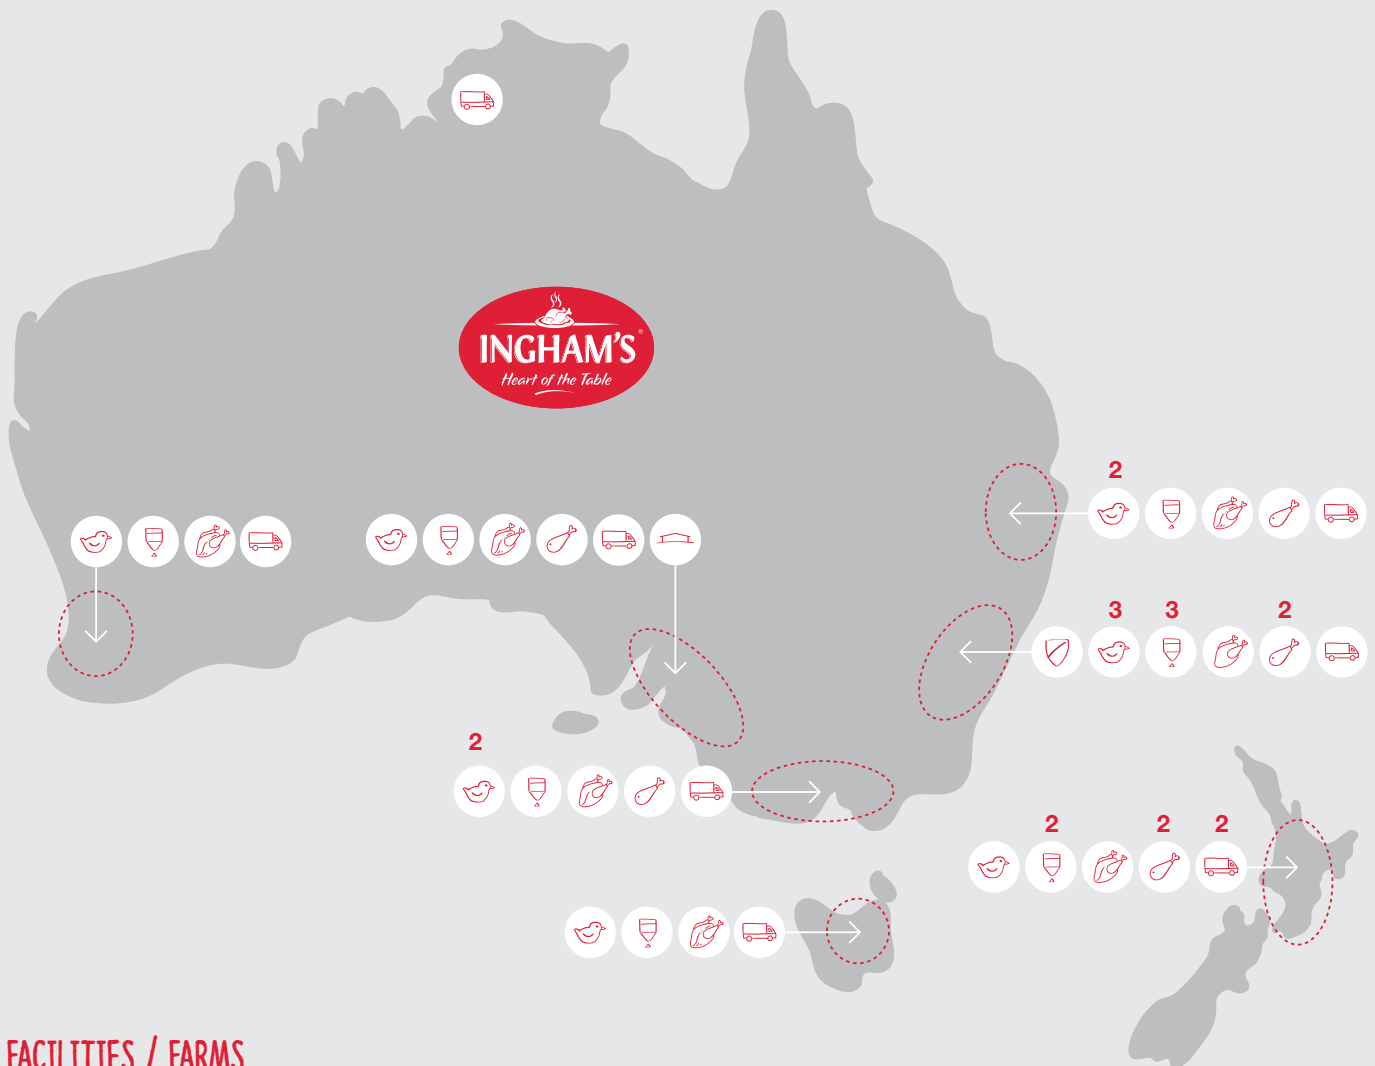 INGHAM'S®
Heart of the Table
2
3 3 2
2
2 2 2
FACILITIES / FARMS